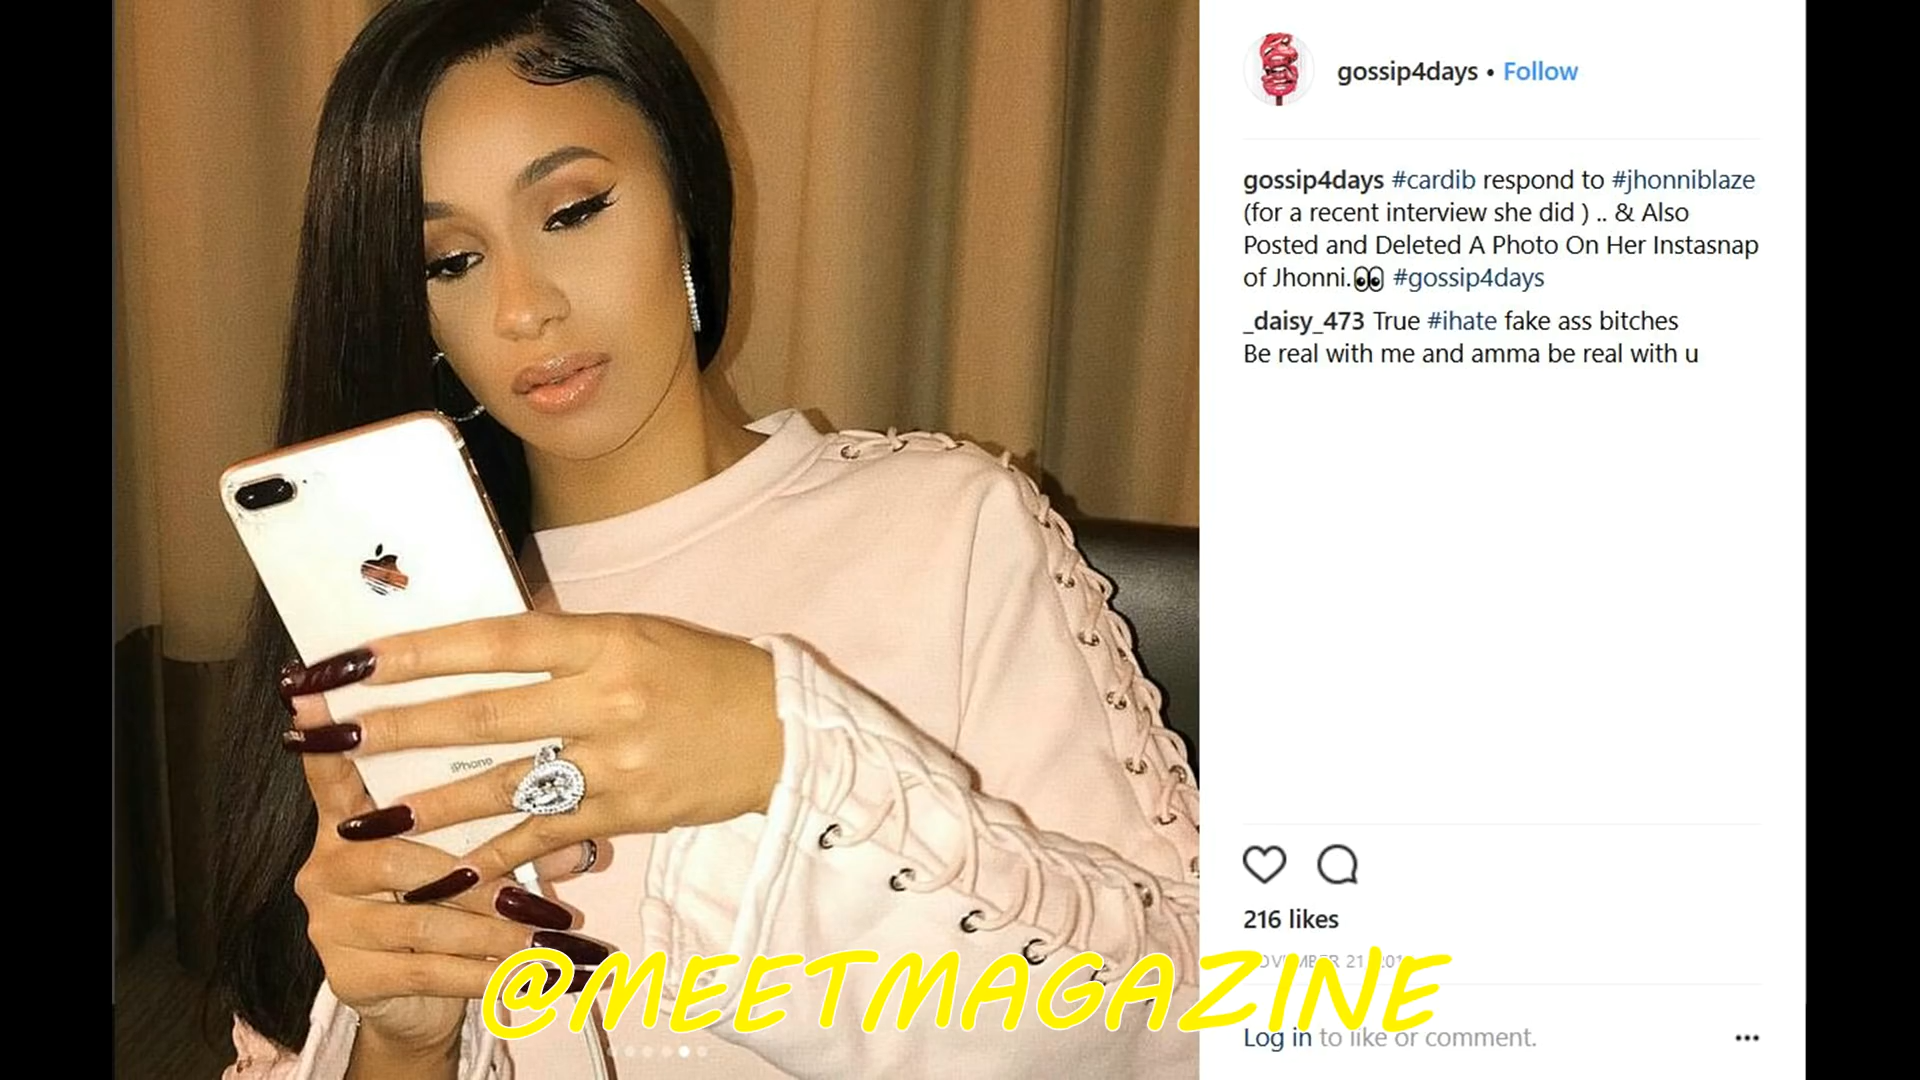 gossip4days • Follow
gossip4days #cardib respond to #jhonniblaze
(for a recent interview she did ) .. & Also
Posted and Deleted A Photo On Her Instasnap
of Jhonni.👀 #gossip4days
_daisy_473 True #ihate fake ass bitches
Be real with me and amma be real with u
iPhone
216 likes
21
@MEETMAGAZINE
Log in to like or comment.